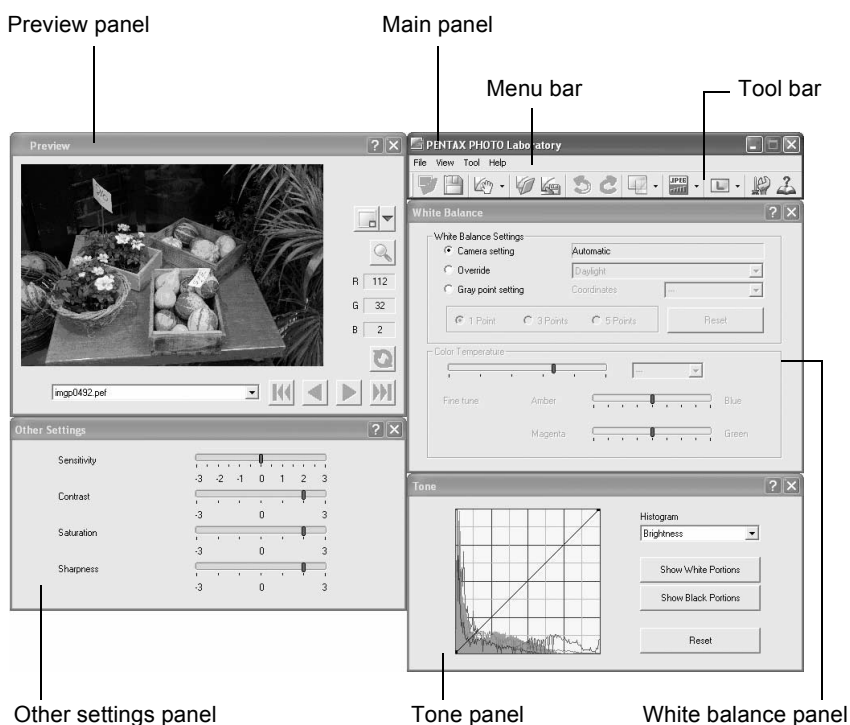 Preview panel
Main panel
Menu bar
Tool bar
Preview
R 112
G 32
B 2
imgp0492.pef
PENTAX PHOTO Laboratory
File View Tool Help
JPEG
White Balance
White Balance Settings
Camera setting Automatic
Override Daylight
Gray point setting Coordinates ---
1 Point 3 Points 5 Points Reset
Color Temperature
---
Fine tune Amber Blue
Magenta Green
Other Settings
Sensitivity
-3 -2 -1 0 1 2 3
Contrast
-3 0 3
Saturation
-3 0 3
Sharpness
-3 0 3
Tone
Histogram
Brightness
Show White Portions
Show Black Portions
Reset
Other settings panel
Tone panel
White balance panel